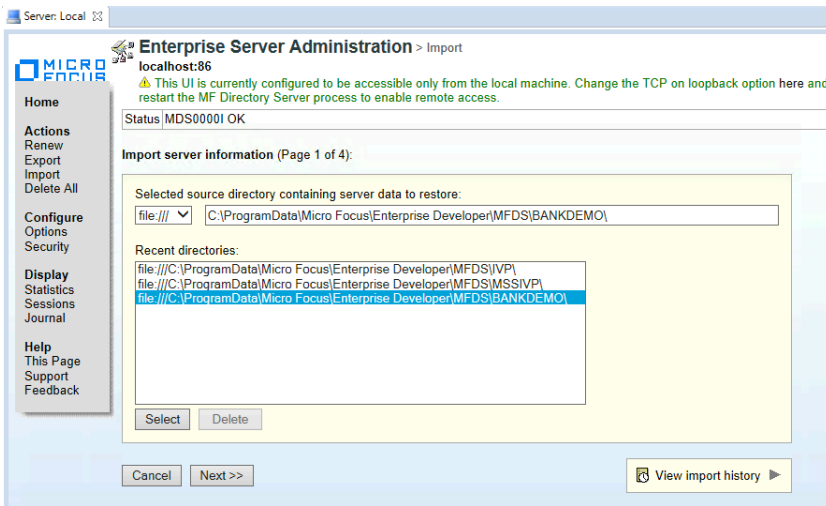 Server: Local
Enterprise Server Administration > Import
MICRO
FOCUS
localhost:86
This UI is currently configured to be accessible only from the local machine. Change the TCP on loopback option here and
restart the MF Directory Server process to enable remote access.
Home
Status MDS0000I OK
Actions
Renew
Export
Import
Delete All
Configure
Options
Security
Display
Statistics
Sessions
Journal
Help
This Page
Support
Feedback
Import server information (Page 1 of 4):
Selected source directory containing server data to restore:
file:/// C:\ProgramData\Micro Focus\Enterprise Developer\MFDS\BANKDEMO\
Recent directories:
file:///C:\ProgramData\Micro Focus\Enterprise Developer\MFDS\IVP\
file:///C:\ProgramData\Micro Focus\Enterprise Developer\MFDS\MSSIVP\
file:///C:\ProgramData\Micro Focus\Enterprise Developer\MFDS\BANKDEMO\
Select Delete
Cancel Next >> View import history